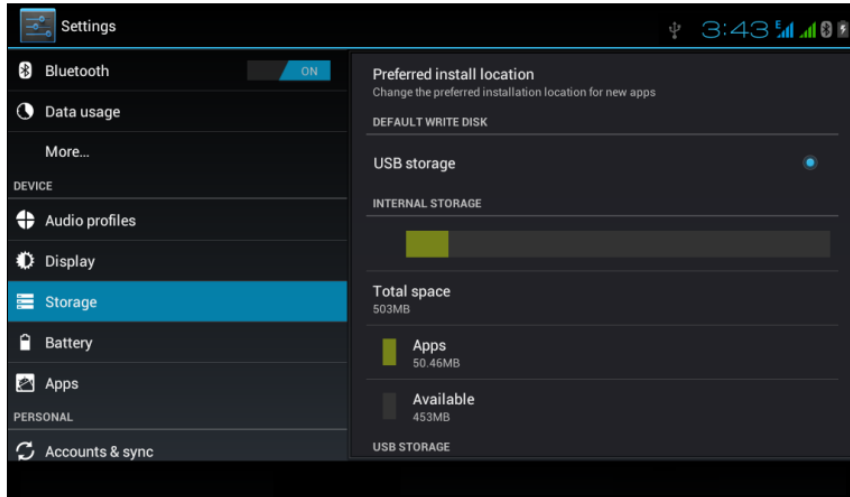 Settings
3:43 E
Bluetooth
ON
Data usage
More...
DEVICE
Audio profiles
Display
Storage
Battery
Apps
PERSONAL
Accounts & sync
Preferred install location
Change the preferred installation location for new apps
DEFAULT WRITE DISK
USB storage
INTERNAL STORAGE
Total space
503MB
Apps
50.46MB
Available
453MB
USB STORAGE